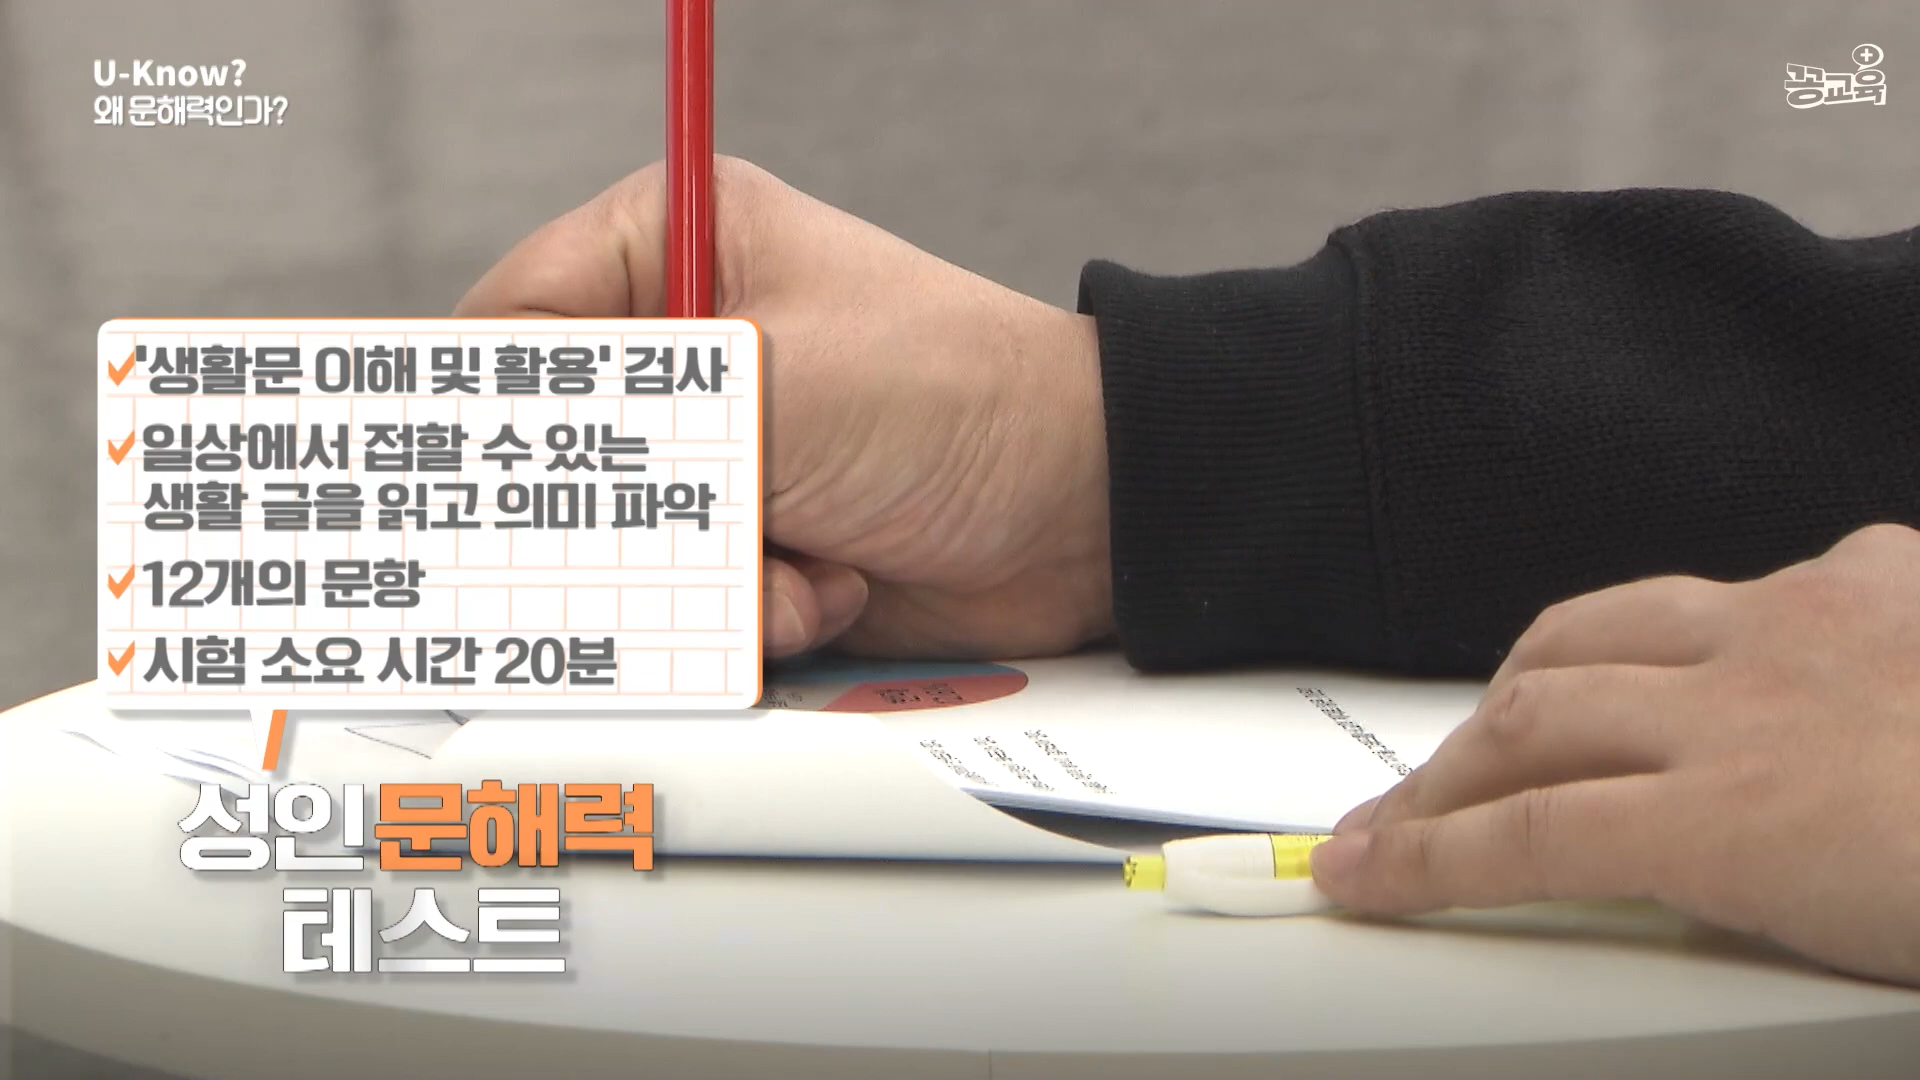 U-Know?
왜 문해력인가?
끙교육
'생활문 이해 및 활용' 검사
일상에서 접할 수 있는
생활 글을 읽고 의미 파악
12개의 문항
시험 소요 시간 20분
성인문해력
테스트